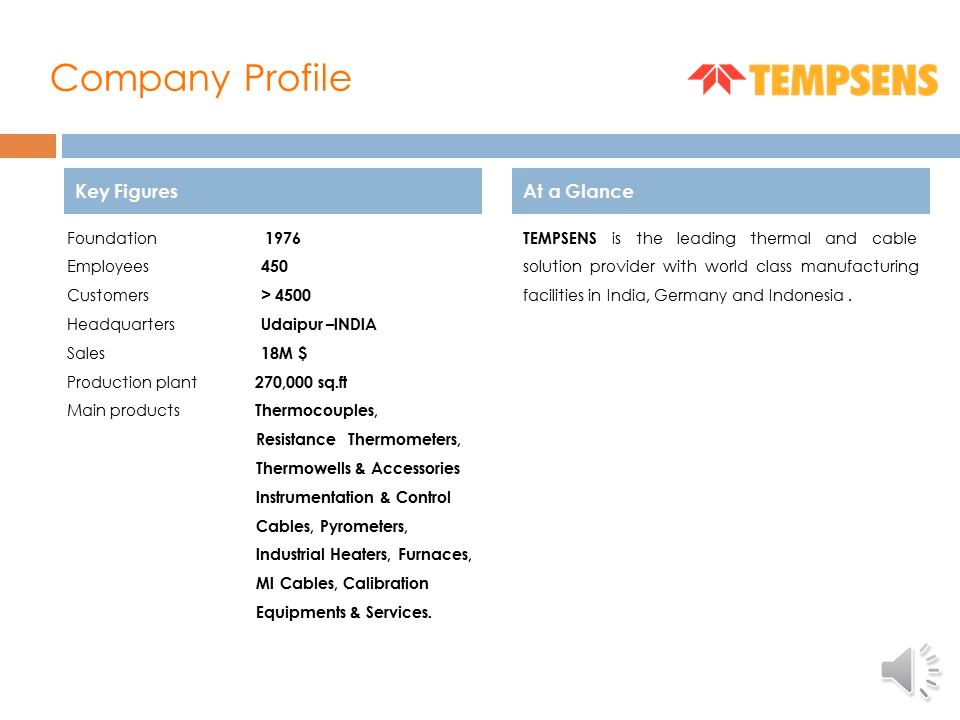 Company Profile
TEMPSENS
Key Figures
Foundation 1976
Employees 450
Customers > 4500
Headquarters Udaipur –INDIA
Sales 18M $
Production plant 270,000 sq.ft
Main products Thermocouples,
Resistance Thermometers,
Thermowells & Accessories
Instrumentation & Control
Cables, Pyrometers,
Industrial Heaters, Furnaces,
MI Cables, Calibration
Equipments & Services.
At a Glance
TEMPSENS is the leading thermal and cable
solution provider with world class manufacturing
facilities in India, Germany and Indonesia .